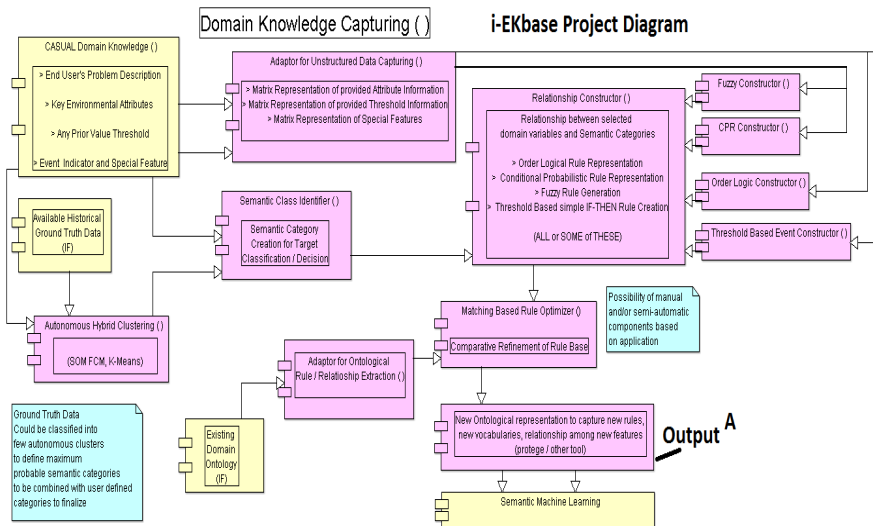 Domain Knowledge Capturing ( )
i-EKbase Project Diagram
CASUAL Domain Knowledge ( )
> End User's Problem Description
> Key Environmental Attributes
> Any Prior Value Threshold
> Event Indicator and Special Feature
Adaptor for Unstructured Data Capturing ( )
> Matrix Representation of provided Attribute Information
> Matrix Representation of provided Threshold Information
> Matrix Representation of Special Features
Relationship Constructor ( )
Relationship between selected
domain variables and Semantic Categories
> Order Logical Rule Representation
> Conditional Probabilistic Rule Representation
> Fuzzy Rule Generation
> Threshold Based simple IF-THEN Rule Creation
(ALL or SOME of THESE)
Fuzzy Constructor ( )
CPR Constructor ( )
Order Logic Constructor ( )
Threshold Based Event Constructor ( )
Available Historical
Ground Truth Data
(IF)
Semantic Class Identifier ( )
Semantic Category
Creation for Target
Classification / Decision
Autonomous Hybrid Clustering ( )
(SOM FCM, K-Means)
Matching Based Rule Optimizer ( )
Comparative Refinement of Rule Base
Possibility of manual
and/or semi-automatic
components based
on application
Adaptor for Ontological
Rule / Relatioship Extraction ( )
Existing
Domain
Ontology
(IF)
Ground Truth Data
Could be classified into
few autonomous clusters
to define maximum
probable semantic categories
to be combined with user defined
categories to finalize
New Ontological representation to capture new rules,
new vocabularies, relationship among new features
(protege / other tool)
Output A
Semantic Machine Learning